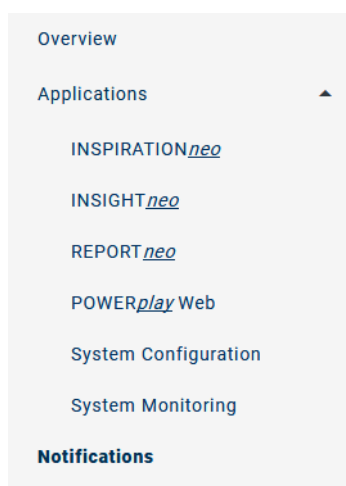 Overview
Applications
INSPIRATIONneo
INSIGHTneo
REPORTneo
POWERplay Web
System Configuration
System Monitoring
Notifications